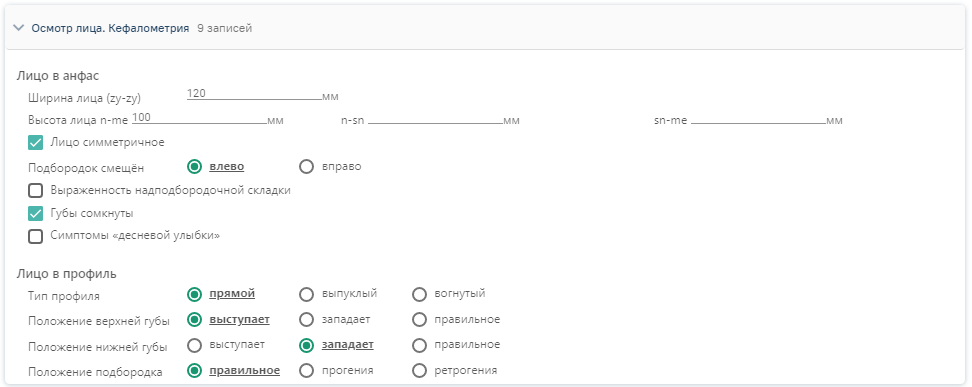 Осмотр лица. Кефалометрия 9 записей
Лицо в анфас
Ширина лица (zy-zy) 120 мм
Высота лица n-me 100 мм n-sn мм sn-me мм
Лицо симметричное
Подбородок смещён влево вправо
Выраженность надподбородочной складки
Губы сомкнуты
Симптомы «десневой улыбки»
Лицо в профиль
Тип профиля прямой выпуклый вогнутый
Положение верхней губы выступает западает правильное
Положение нижней губы выступает западает правильное
Положение подбородка правильное прогения ретрогения